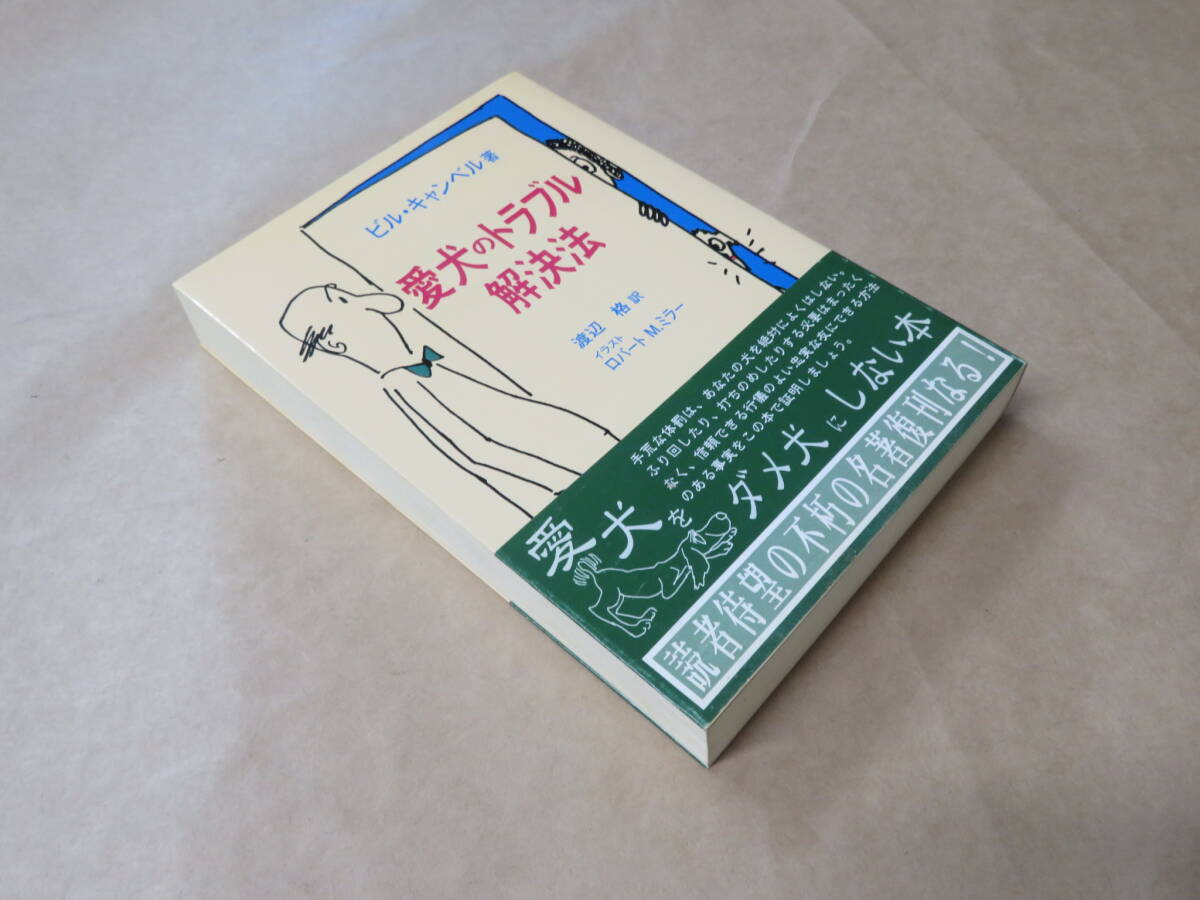 ビル・キャンベル著
愛犬のトラブル
解決法
渡辺 格 訳
イラスト
ロバート M.ミラー
手荒な体罰は、あなたの犬を絶対によくはしない。
ふり回したり、打ちのめしたりする必要はまったく
なく、信頼できる行儀のよい忠実な友にできる方法
のある事実をこの本で証明しましょう。
愛犬をダメ犬にしない本
読者待望の不朽の名著復刊なる！